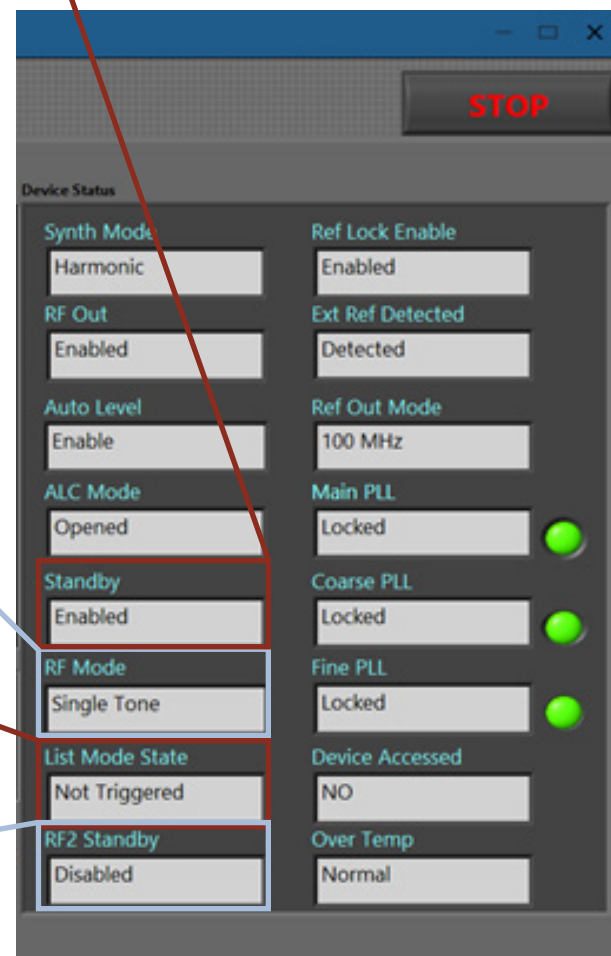 STOP
Device Status
Synth Mode
Harmonic
RF Out
Enabled
Auto Level
Enable
ALC Mode
Opened
Standby
Enabled
RF Mode
Single Tone
List Mode State
Not Triggered
RF2 Standby
Disabled
Ref Lock Enable
Enabled
Ext Ref Detected
Detected
Ref Out Mode
100 MHz
Main PLL
Locked
Coarse PLL
Locked
Fine PLL
Locked
Device Accessed
NO
Over Temp
Normal